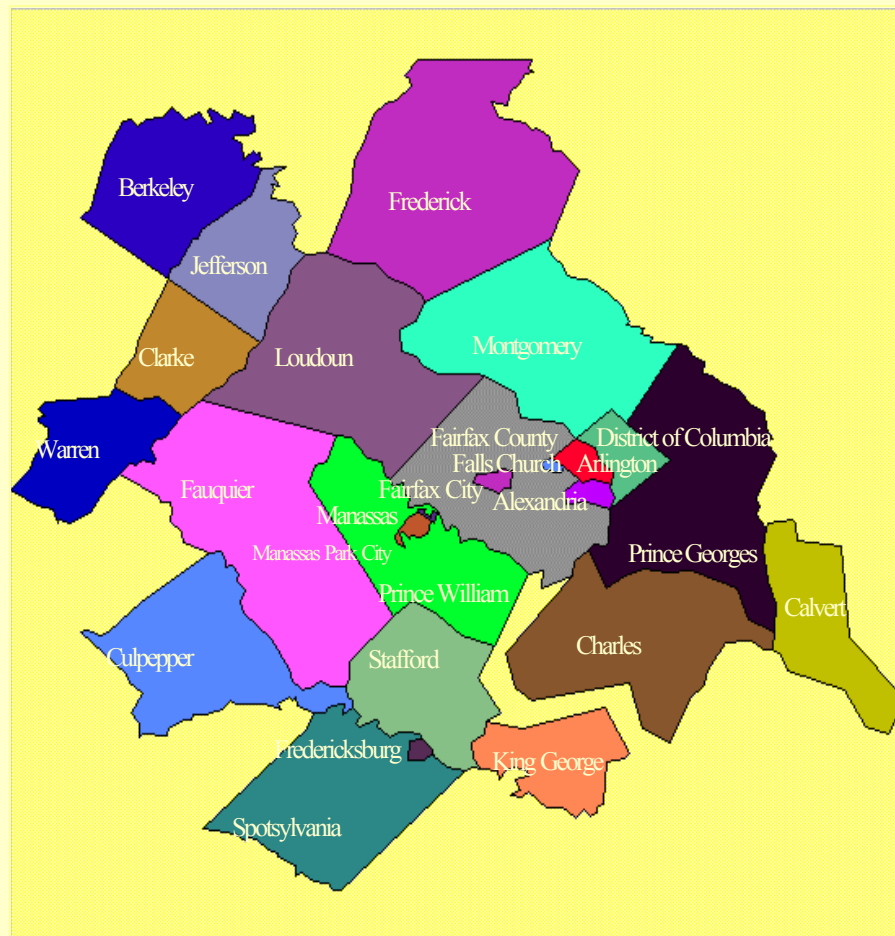 Berkeley
Frederick
Jefferson
Montgomery
Clarke
Loudoun
Fairfax County
District of Columbia
Warren
Falls Church
Arlington
Fauquier
Fairfax City
Alexandria
Manassas
Manassas Park City
Prince Georges
Prince William
Calvert
Charles
Culpepper
Stafford
Fredericksburg
King George
Spotsylvania